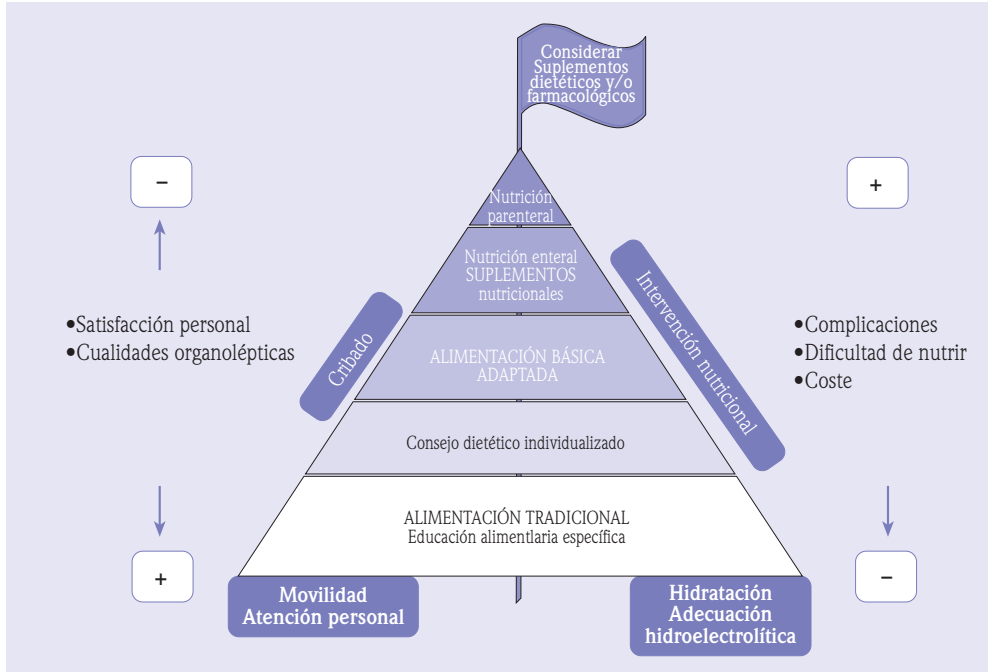 Considerar
Suplementos
dietéticos y/o
farmacológicos
–
+
Nutrición
parenteral
Nutrición enteral
SUPLEMENTOS
nutricionales
Cribado
Intervención nutricional
•Satisfacción personal
•Cualidades organolépticas
•Complicaciones
•Dificultad de nutrir
•Coste
ALIMENTACIÓN BÁSICA
ADAPTADA
Consejo dietético individualizado
ALIMENTACIÓN TRADICIONAL
Educación alimentlaria específica
+
–
Movilidad
Atención personal
Hidratación
Adecuación
hidroelectrolítica